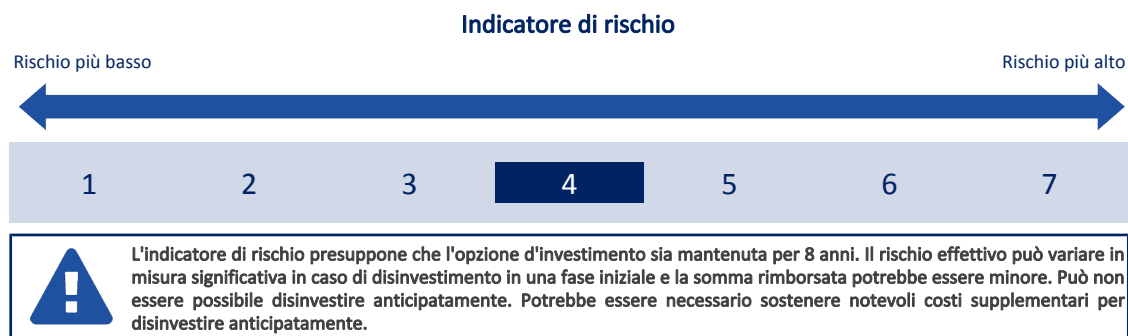 Indicatore di rischio
Rischio più basso
Rischio più alto
1 2 3 4 5 6 7
L'indicatore di rischio presuppone che l'opzione d'investimento sia mantenuta per 8 anni. Il rischio effettivo può variare in
misura significativa in caso di disinvestimento in una fase iniziale e la somma rimborsata potrebbe essere minore. Può non
essere possibile disinvestire anticipatamente. Potrebbe essere necessario sostenere notevoli costi supplementari per
disinvestire anticipatamente.